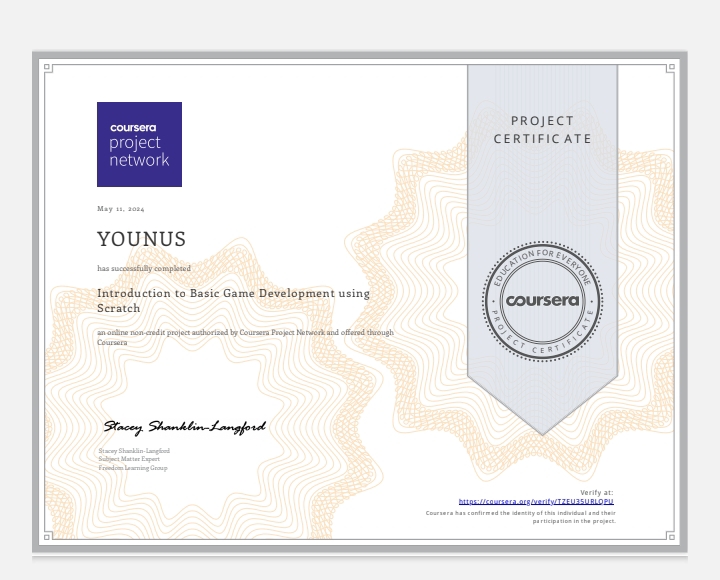 coursera
project
network
PROJECT
CERTIFICATE
May 11, 2024
YOUNUS
has successfully completed
Introduction to Basic Game Development using
Scratch
an online non-credit project authorized by Coursera Project Network and offered through
Coursera
EDUCATION FOR EVERYONE
coursera
PROJECT CERTIFICATE
Stacey Shanklin-Langford
Stacey Shanklin-Langford
Subject Matter Expert
Freedom Learning Group
Verify at:
https://coursera.org/verify/TZEU35URLQPU
Coursera has confirmed the identity of this individual and their
participation in the project.